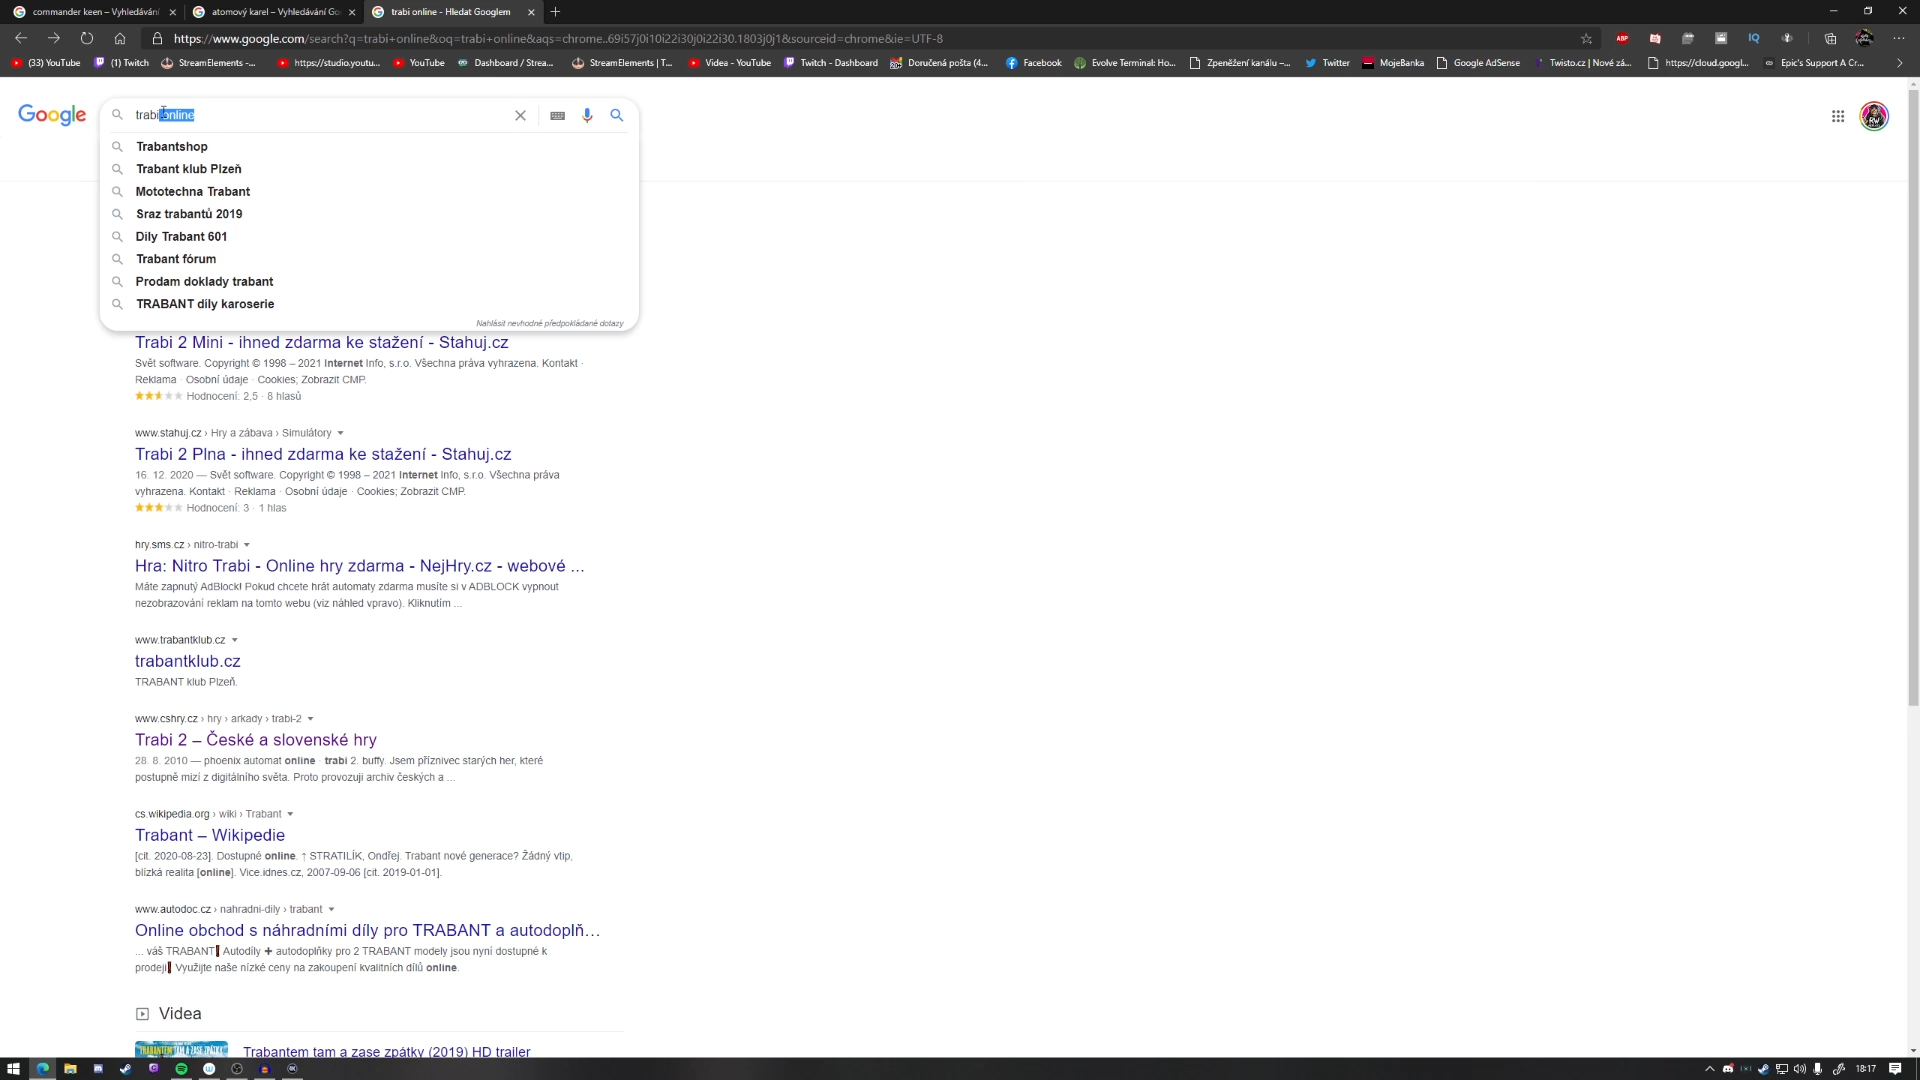 commander keen – Vyhledávání
atomový karel – Vyhledávání Go
trabi online - Hledat Googlem
https://www.google.com/search?q=trabi+online&oq=trabi+online&aqs=chrome..69i57j0i10i22i30j0i22i30.1803j0j1&sourceid=chrome&ie=UTF-8
ABP
IQ
(33) YouTube
(1) Twitch
StreamElements -...
https://studio.youtu...
YouTube
Dashboard / Strea...
StreamElements | T...
Videa - YouTube
Twitch - Dashboard
Doručená pošta (4...
Facebook
Evolve Terminal: Ho...
Zpeněžení kanálu –...
Twitter
MojeBanka
Google AdSense
Twisto.cz | Nové zá...
https://cloud.googl...
Epic's Support A Cr...
Google
trabi online
Trabantshop
Trabant klub Plzeň
Mototechna Trabant
Sraz trabantů 2019
Díly Trabant 601
Trabant fórum
Prodam doklady trabant
TRABANT díly karoserie
Nahlásit nevhodné předpokládané dotazy
Trabi 2 Mini - ihned zdarma ke stažení - Stahuj.cz
Svět software. Copyright © 1998 – 2021 Internet Info, s.r.o. Všechna práva vyhrazena. Kontakt ·
Reklama · Osobní údaje · Cookies; Zobrazit CMP.
Hodnocení: 2,5 · 8 hlasů
www.stahuj.cz › Hry a zábava › Simulátory
Trabi 2 Plna - ihned zdarma ke stažení - Stahuj.cz
16. 12. 2020 — Svět software. Copyright © 1998 – 2021 Internet Info, s.r.o. Všechna práva
vyhrazena. Kontakt · Reklama · Osobní údaje · Cookies; Zobrazit CMP.
Hodnocení: 3 · 1 hlas
hry.sms.cz › nitro-trabi
Hra: Nitro Trabi - Online hry zdarma - NejHry.cz - webové ...
Máte zapnutý AdBlock! Pokud chcete hrát automaty zdarma musíte si v ADBLOCK vypnout
nezobrazování reklam na tomto webu (viz náhled vpravo). Kliknutím ...
www.trabantklub.cz
trabantklub.cz
TRABANT klub Plzeň.
www.cshry.cz › hry › arkady › trabi-2
Trabi 2 – České a slovenské hry
28. 8. 2010 — phoenix automat online · trabi 2. buffy. Jsem příznivec starých her, které
postupně mizí z digitálního světa. Proto provozuji archiv českých a ...
cs.wikipedia.org › wiki › Trabant
Trabant – Wikipedie
[cit. 2020-08-23]. Dostupné online. ↑ STRATILÍK, Ondřej. Trabant nové generace? Žádný vtip,
blízká realita [online]. Vice.idnes.cz, 2007-09-06 [cit. 2019-01-01].
www.autodoc.cz › nahradni-dily › trabant
Online obchod s náhradními díly pro TRABANT a autodoplň...
... váš TRABANT❗ Autodíly ➕ autodoplňky pro 2 TRABANT modely jsou nyní dostupné k
prodeji❗ Využijte naše nízké ceny na zakoupení kvalitních dílů online.
Videa
TRABANTEM TAM A ZASE ZPÁTKY
Trabantem tam a zase zpátky (2019) HD trailer
18:17